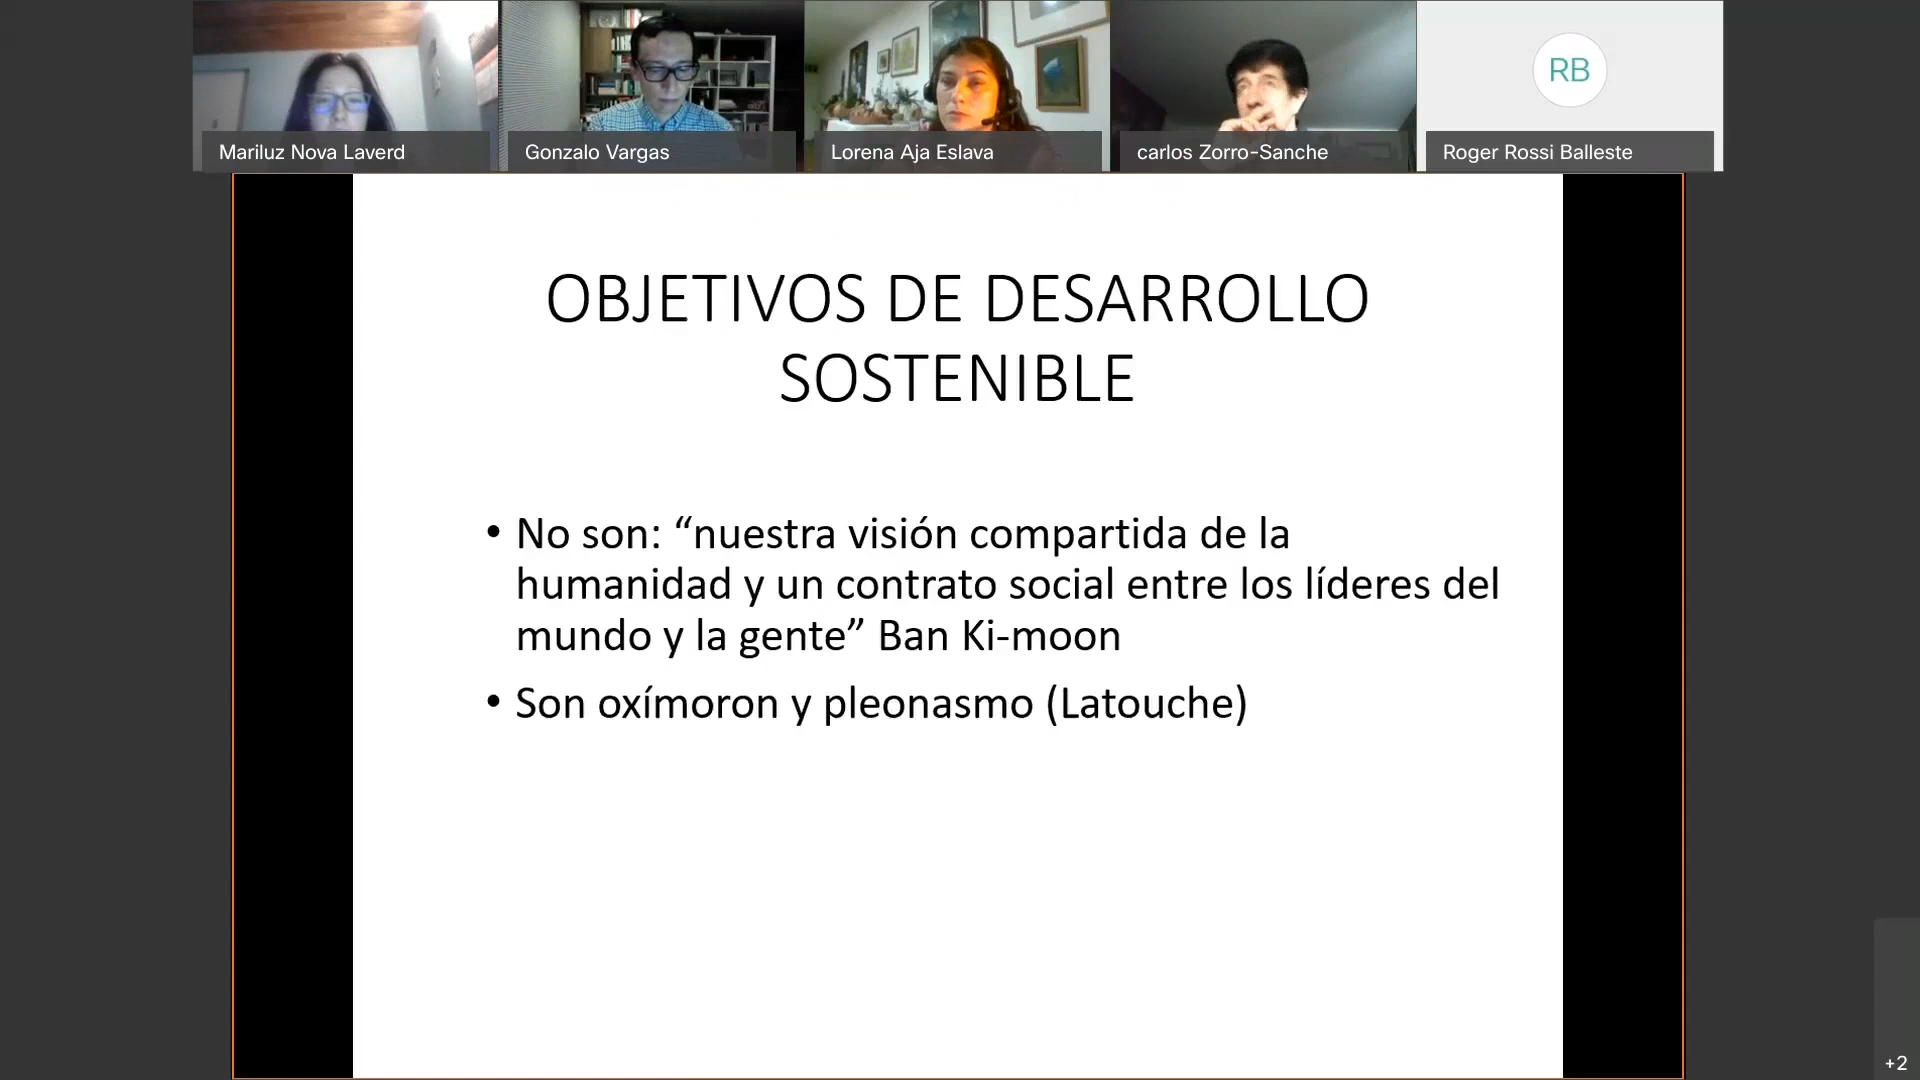 RB
Mariluz Nova Laverd
Gonzalo Vargas
Lorena Aja Eslava
carlos Zorro-Sanche
Roger Rossi Balleste
OBJETIVOS DE DESARROLLO
SOSTENIBLE
• No son: “nuestra visión compartida de la
humanidad y un contrato social entre los líderes del
mundo y la gente” Ban Ki-moon
• Son oxímoron y pleonasmo (Latouche)
+2